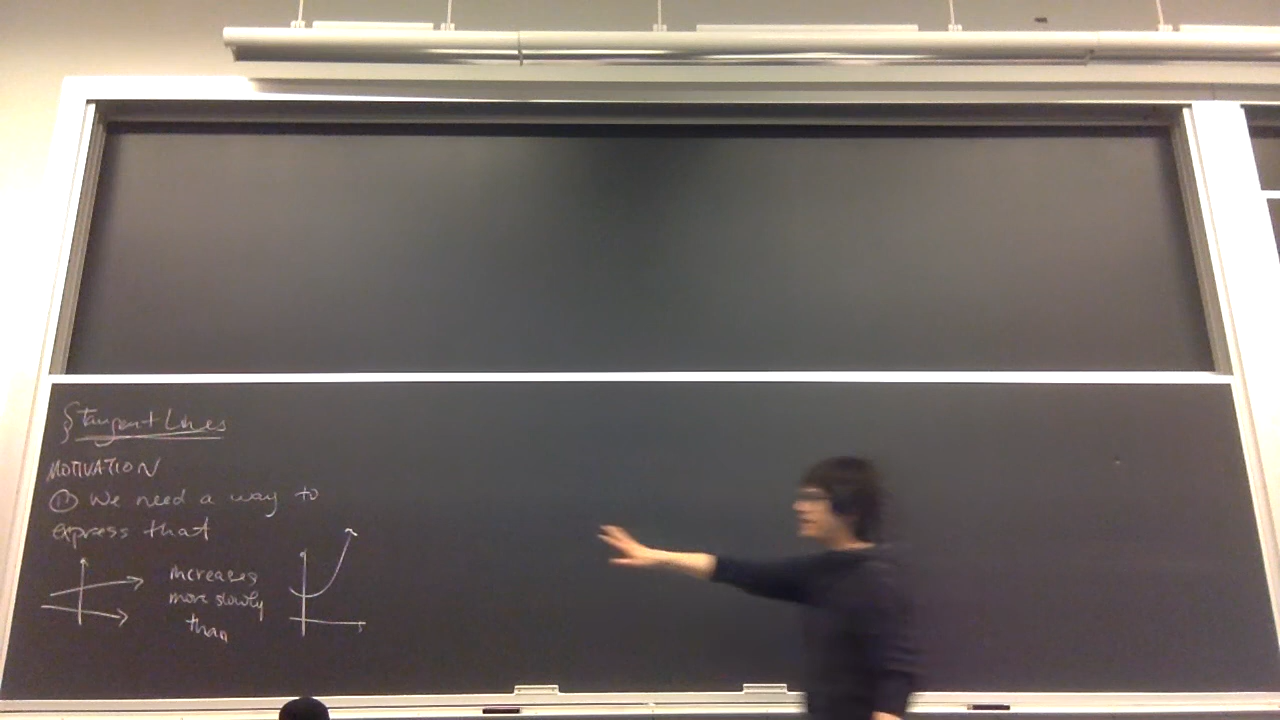 § Tangent Lines
MOTIVATION
① We need a way to
express that
increases
more slowly
than